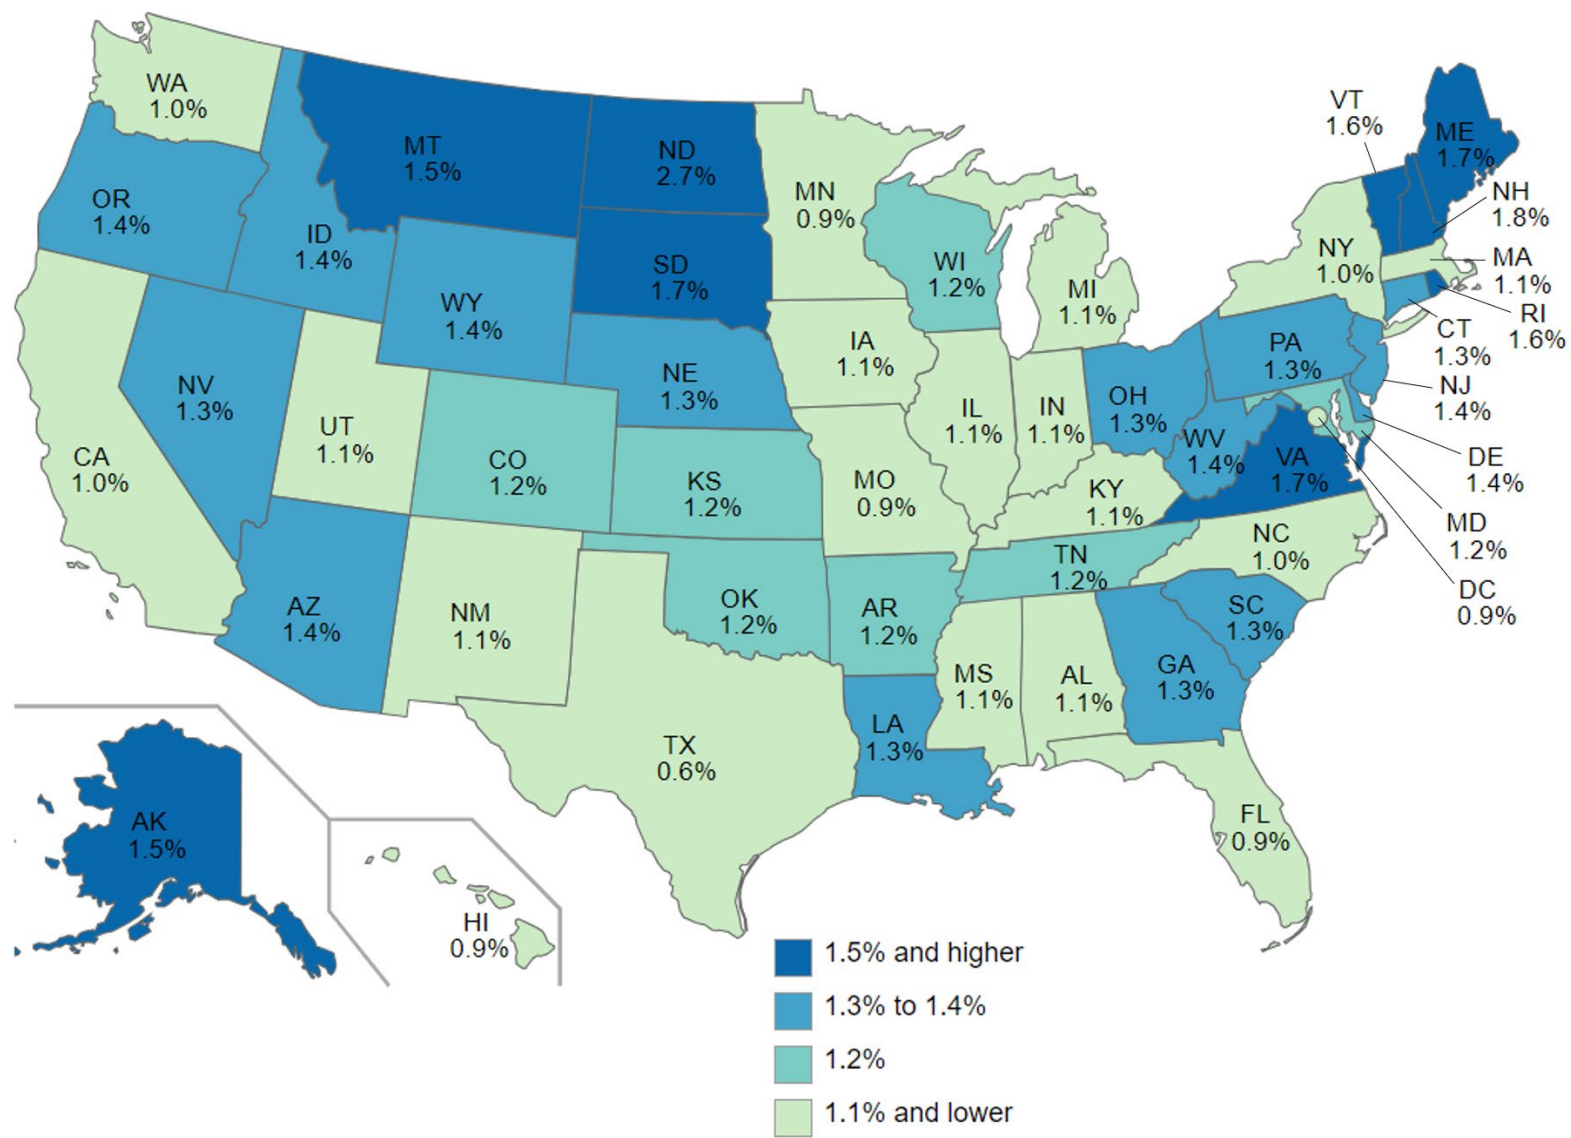 WA
1.0%
OR
1.4%
ID
1.4%
MT
1.5%
ND
2.7%
MN
0.9%
SD
1.7%
WY
1.4%
WI
1.2%
MI
1.1%
VT
1.6%
ME
1.7%
NH
1.8%
NY
1.0%
MA
1.1%
RI
1.6%
CT
1.3%
NJ
1.4%
PA
1.3%
DE
1.4%
MD
1.2%
DC
0.9%
CA
1.0%
NV
1.3%
UT
1.1%
CO
1.2%
NE
1.3%
KS
1.2%
IA
1.1%
MO
0.9%
IL
1.1%
IN
1.1%
OH
1.3%
WV
1.4%
VA
1.7%
KY
1.1%
NC
1.0%
TN
1.2%
SC
1.3%
AZ
1.4%
NM
1.1%
OK
1.2%
AR
1.2%
TX
0.6%
LA
1.3%
MS
1.1%
AL
1.1%
GA
1.3%
FL
0.9%
AK
1.5%
HI
0.9%
1.5% and higher
1.3% to 1.4%
1.2%
1.1% and lower